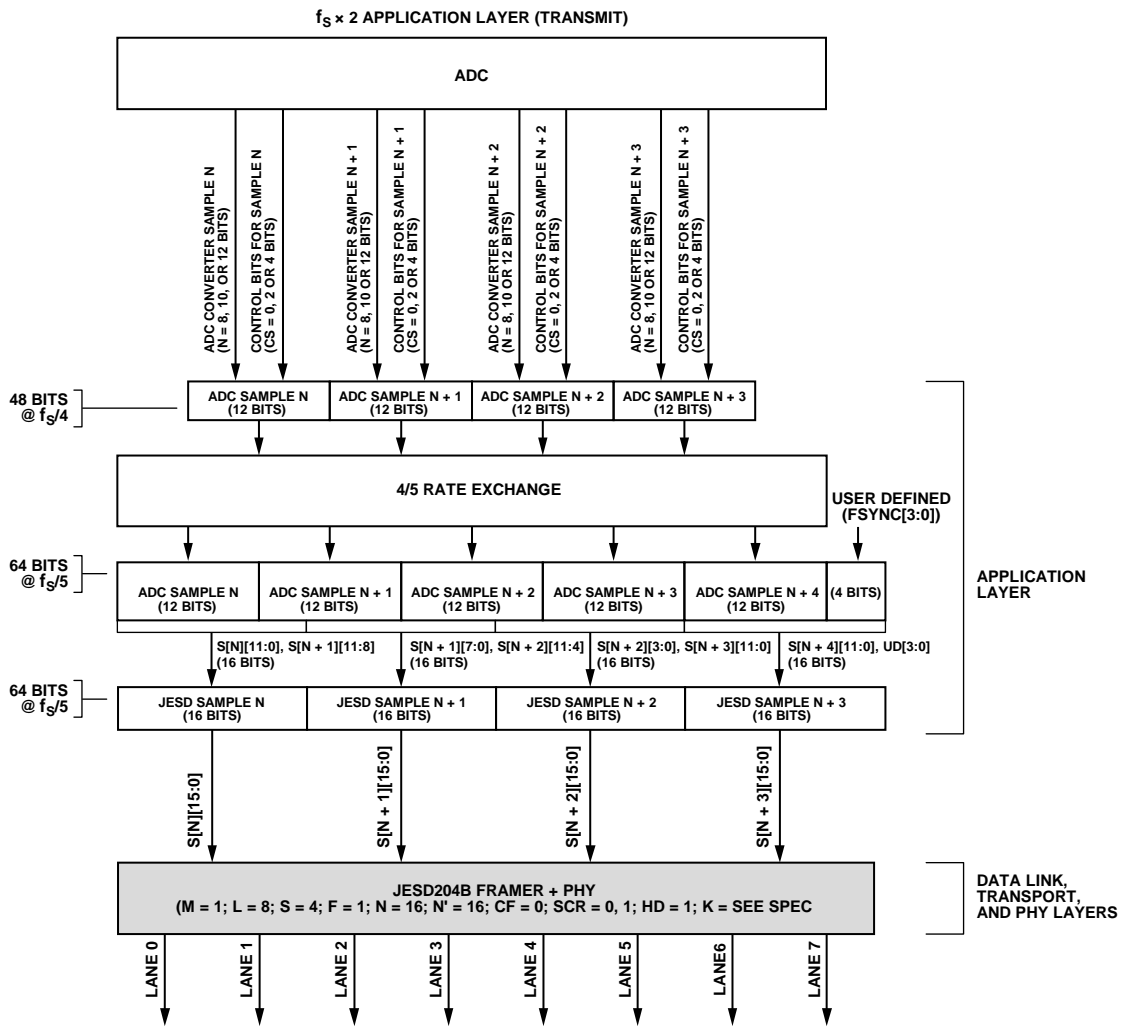 fS × 2 APPLICATION LAYER (TRANSMIT)
ADC
ADC CONVERTER SAMPLE N
(N = 8, 10, OR 12 BITS)
CONTROL BITS FOR SAMPLE N
(CS = 0, 2 OR 4 BITS)
ADC CONVERTER SAMPLE N + 1
(N = 8, 10 OR 12 BITS)
CONTROL BITS FOR SAMPLE N + 1
(CS = 0, 2 OR 4 BITS)
ADC CONVERTER SAMPLE N + 2
(N = 8, 10 OR 12 BITS)
CONTROL BITS FOR SAMPLE N + 2
(CS = 0, 2 OR 4 BITS)
ADC CONVERTER SAMPLE N + 3
(N = 8, 10 OR 12 BITS)
CONTROL BITS FOR SAMPLE N + 3
(CS = 0, 2 OR 4 BITS)
48 BITS
@ fS/4
ADC SAMPLE N
(12 BITS)
ADC SAMPLE N + 1
(12 BITS)
ADC SAMPLE N + 2
(12 BITS)
ADC SAMPLE N + 3
(12 BITS)
4/5 RATE EXCHANGE
USER DEFINED
(FSYNC[3:0])
64 BITS
@ fS/5
ADC SAMPLE N
(12 BITS)
ADC SAMPLE N + 1
(12 BITS)
ADC SAMPLE N + 2
(12 BITS)
ADC SAMPLE N + 3
(12 BITS)
ADC SAMPLE N + 4
(12 BITS)
(4 BITS)
APPLICATION
LAYER
S[N][11:0], S[N + 1][11:8]
(16 BITS)
S[N + 1][7:0], S[N + 2][11:4]
(16 BITS)
S[N + 2][3:0], S[N + 3][11:0]
(16 BITS)
S[N + 4][11:0], UD[3:0]
(16 BITS)
64 BITS
@ fS/5
JESD SAMPLE N
(16 BITS)
JESD SAMPLE N + 1
(16 BITS)
JESD SAMPLE N + 2
(16 BITS)
JESD SAMPLE N + 3
(16 BITS)
S[N][15:0]
S[N + 1][15:0]
S[N + 2][15:0]
S[N + 3][15:0]
JESD204B FRAMER + PHY
(M = 1; L = 8; S = 4; F = 1; N = 16; N' = 16; CF = 0; SCR = 0, 1; HD = 1; K = SEE SPEC
DATA LINK,
TRANSPORT,
AND PHY LAYERS
LANE 0
LANE 1
LANE 2
LANE 3
LANE 4
LANE 5
LANE6
LANE 7